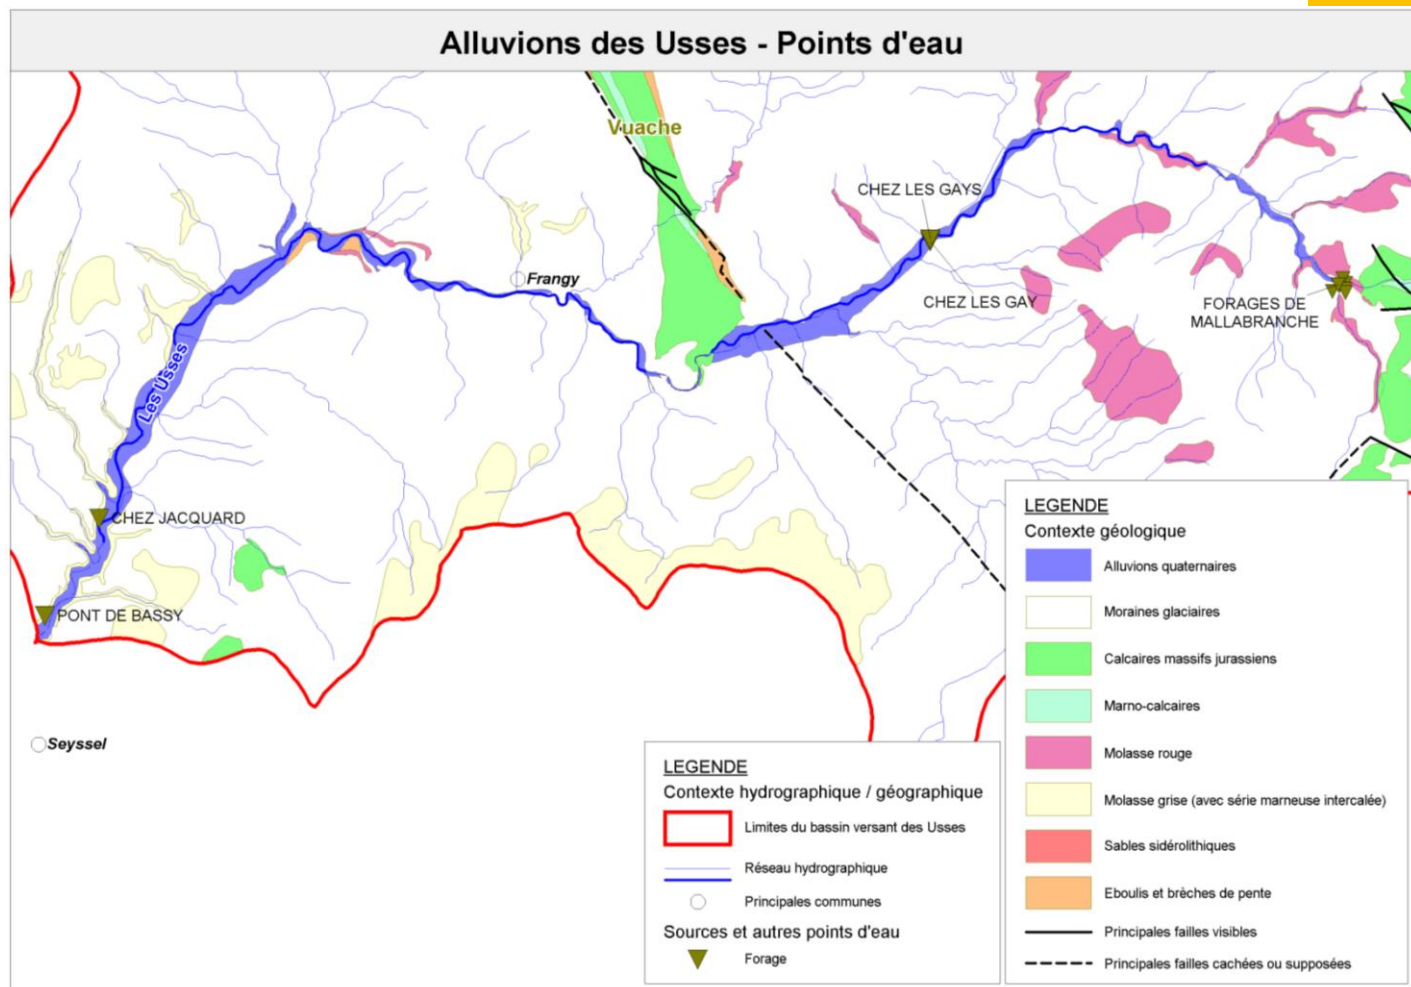 Alluvions des Usses - Points d'eau
Vuache
CHEZ LES GAYS
Frangy
CHEZ LES GAY
FORAGES DE
MALLABRANCHE
Les Usses
CHEZ JACQUARD
PONT DE BASSY
Seyssel
LEGENDE
Contexte hydrographique / géographique
Limites du bassin versant des Usses
Réseau hydrographique
Principales communes
Sources et autres points d'eau
Forage
LEGENDE
Contexte géologique
Alluvions quaternaires
Moraines glaciaires
Calcaires massifs jurassiens
Marno-calcaires
Molasse rouge
Molasse grise (avec série marneuse intercalée)
Sables sidérolithiques
Eboulis et brèches de pente
Principales failles visibles
Principales failles cachées ou supposées